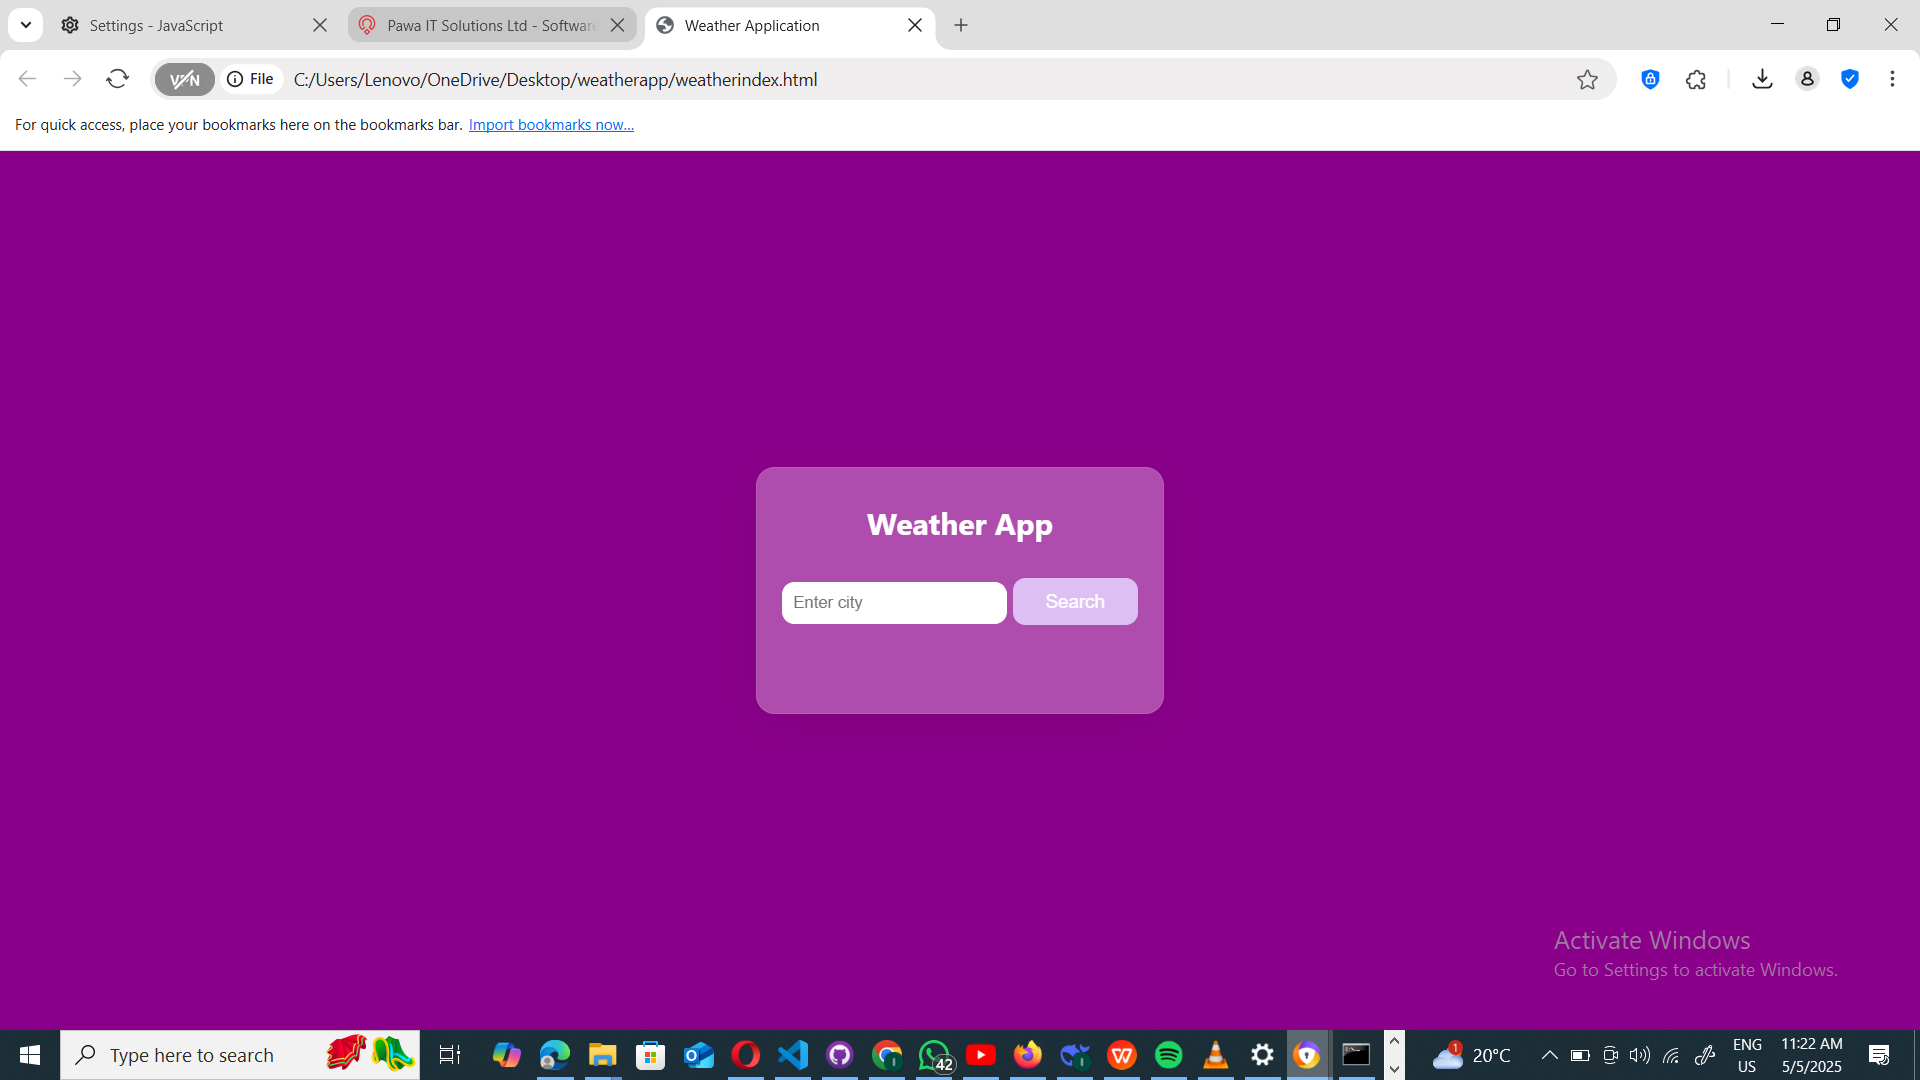 Settings - JavaScript
Pawa IT Solutions Ltd - Software
Weather Application
VPN
File
C:/Users/Lenovo/OneDrive/Desktop/weatherapp/weatherindex.html
For quick access, place your bookmarks here on the bookmarks bar. Import bookmarks now...
Weather App
Enter city
Search
Activate Windows
Go to Settings to activate Windows.
Type here to search
42
1
20°C
ENG
US
11:22 AM
5/5/2025